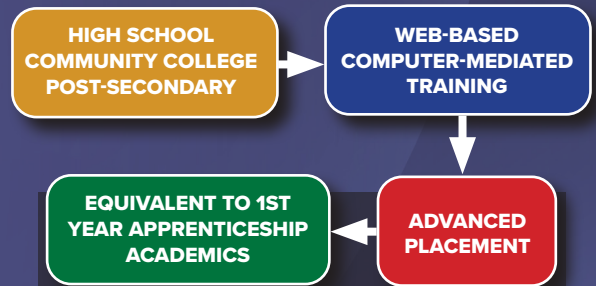 HIGH SCHOOL
COMMUNITY COLLEGE
POST-SECONDARY
WEB-BASED
COMPUTER-MEDIATED
TRAINING
ADVANCED
PLACEMENT
EQUIVALENT TO 1ST
YEAR APPRENTICESHIP
ACADEMICS